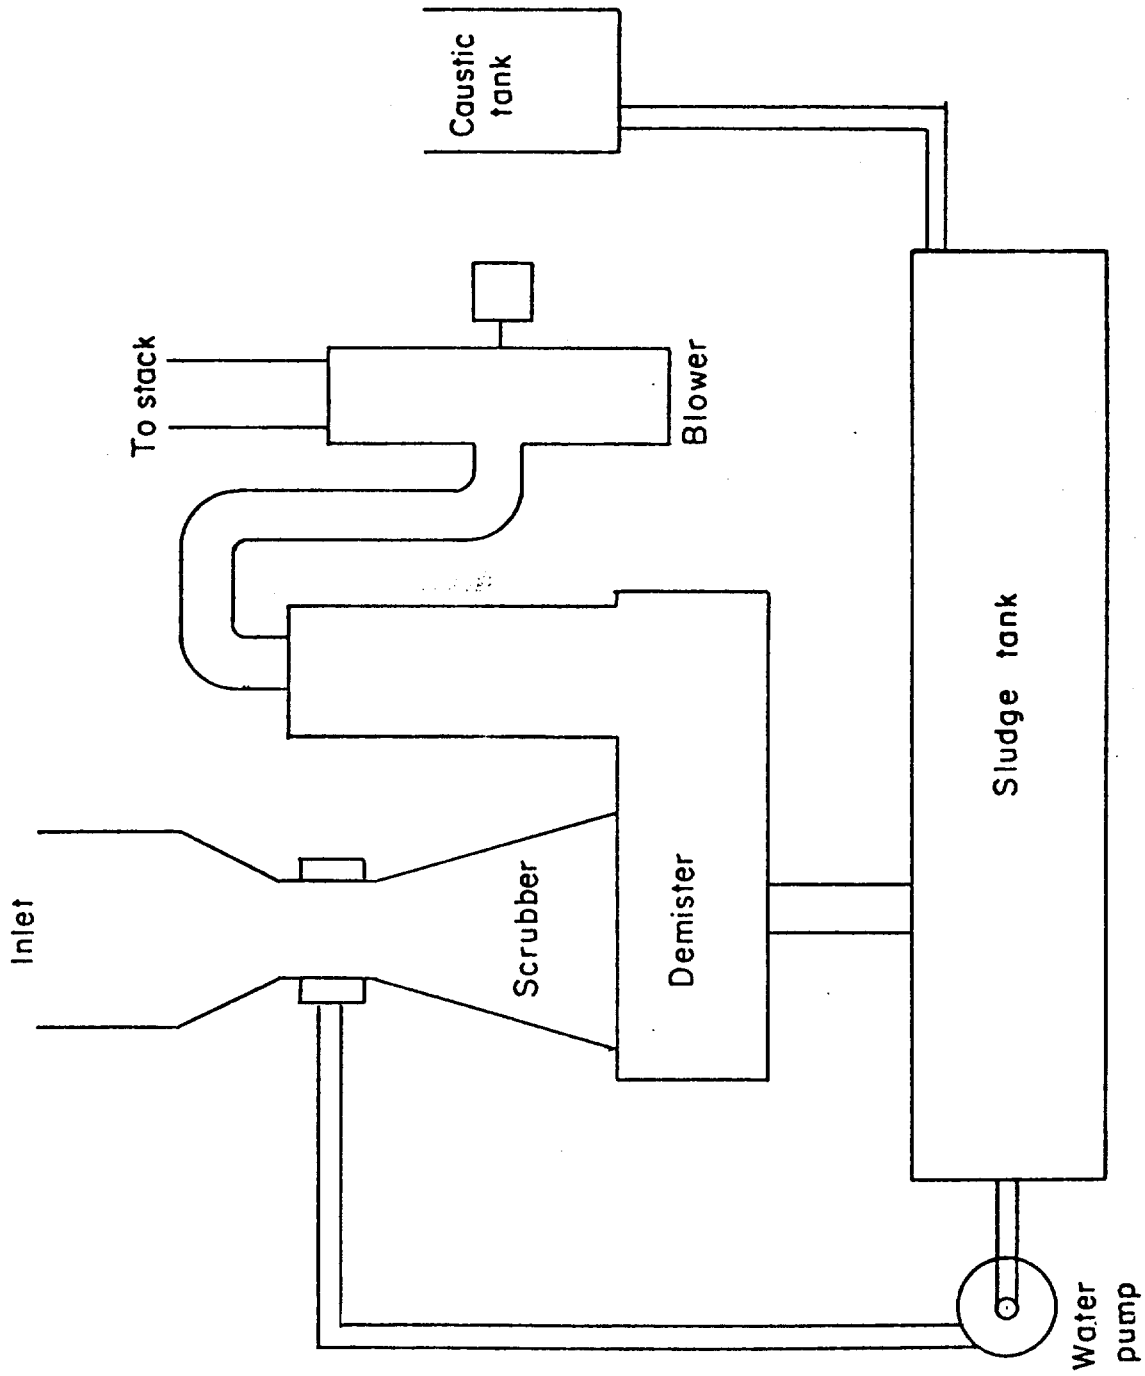 Inlet
To stack
Caustic
tank
Scrubber
Blower
Demister
Sludge tank
Water
pump